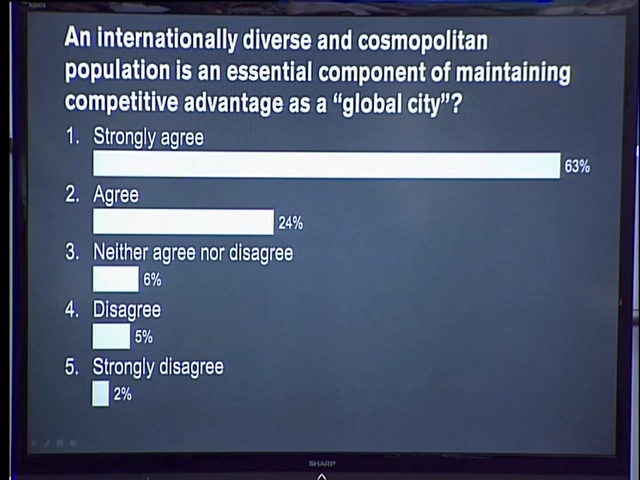 An internationally diverse and cosmopolitan
population is an essential component of maintaining
competitive advantage as a “global city”?
1. Strongly agree
63%
2. Agree
24%
3. Neither agree nor disagree
6%
4. Disagree
5%
5. Strongly disagree
2%
SHARP